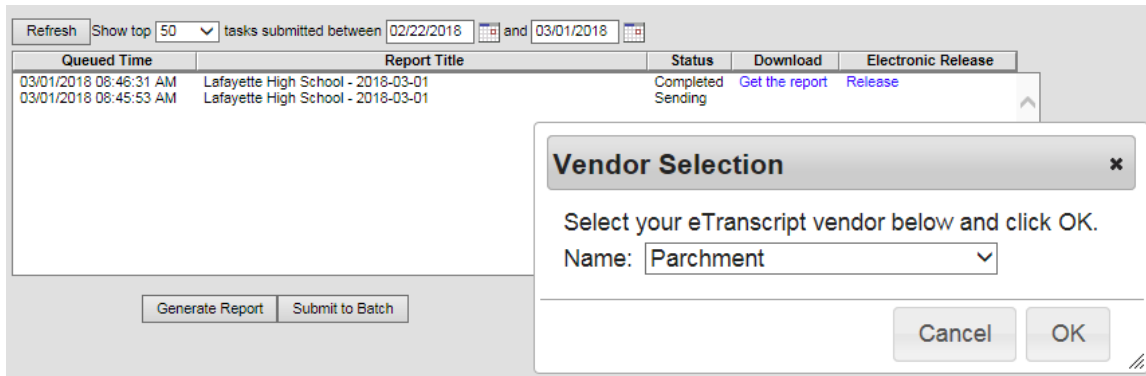 Refresh Show top 50 tasks submitted between 02/22/2018 and 03/01/2018
Queued Time Report Title Status Download Electronic Release
03/01/2018 08:46:31 AM Lafayette High School - 2018-03-01 Completed Get the report Release
03/01/2018 08:45:53 AM Lafayette High School - 2018-03-01 Sending
Vendor Selection
Select your eTranscript vendor below and click OK.
Name: Parchment
Generate Report Submit to Batch
Cancel OK